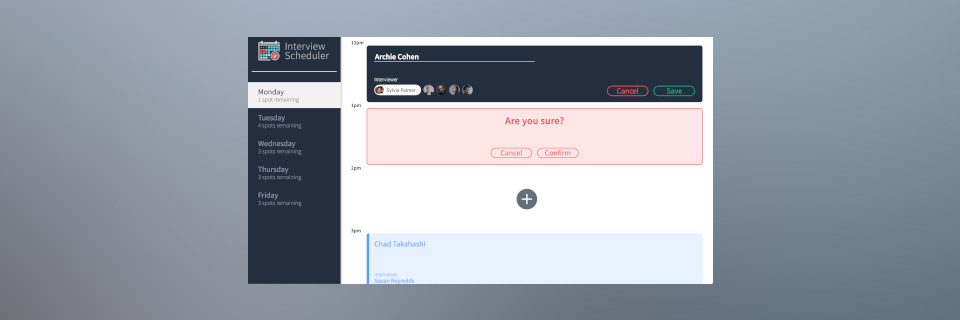 Interview
Scheduler
Monday
1 spot remaining
Tuesday
4 spots remaining
Wednesday
3 spots remaining
Thursday
3 spots remaining
Friday
3 spots remaining
12pm
Archie Cohen
Interviewer
Sylvia Palmer
Cancel
Save
1pm
Are you sure?
Cancel
Confirm
2pm
3pm
Chad Takahashi
Interviewer
Susan Reynolds